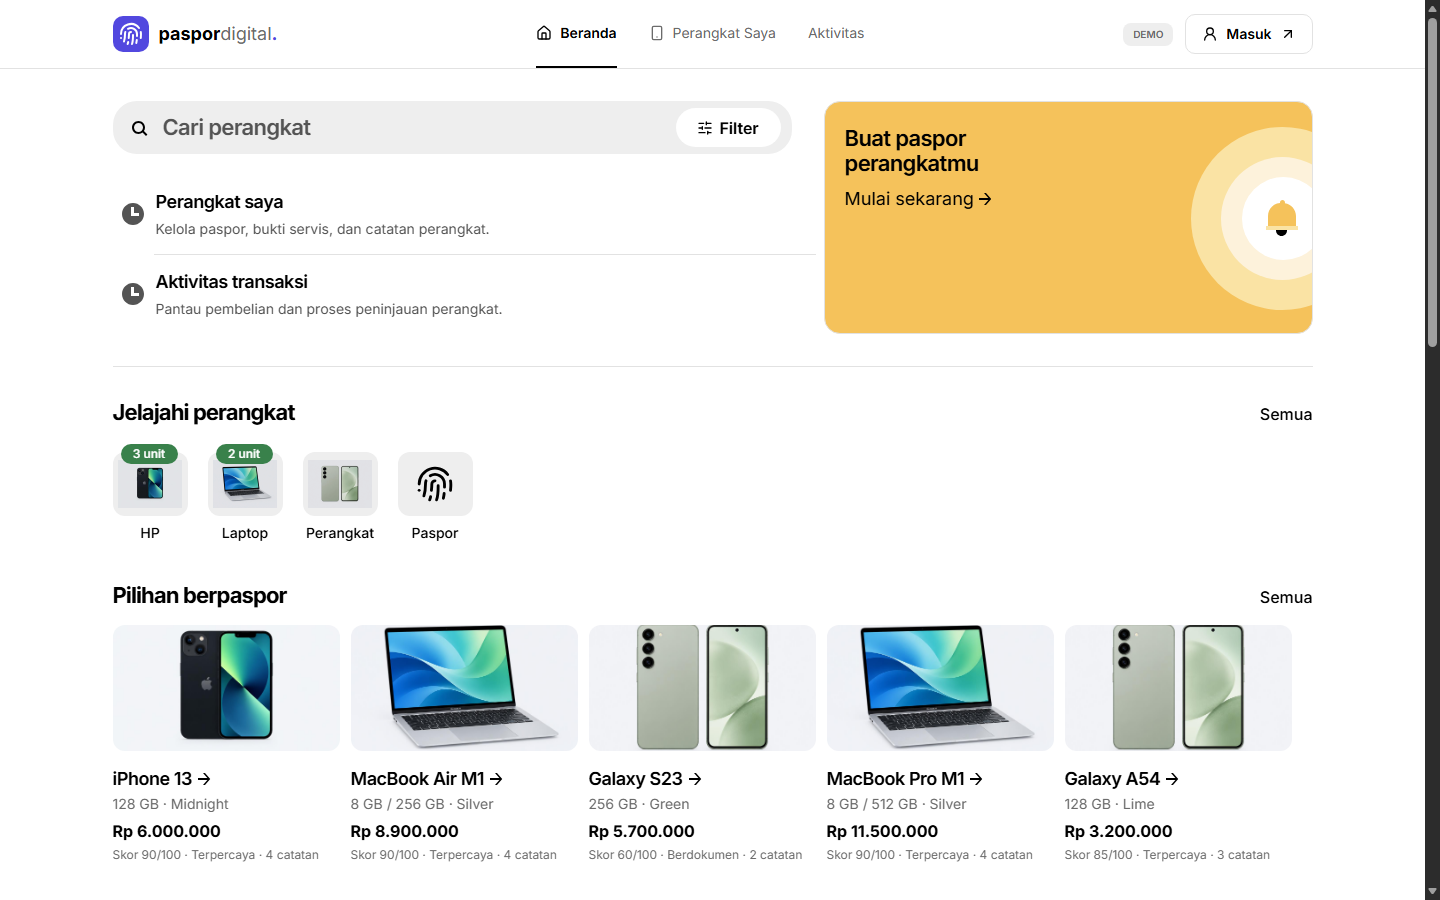 paspordigital.
Beranda
Perangkat Saya
Aktivitas
DEMO
Masuk
Cari perangkat
Filter
Perangkat saya
Kelola paspor, bukti servis, dan catatan perangkat.
Aktivitas transaksi
Pantau pembelian dan proses peninjauan perangkat.
Buat paspor
perangkatmu
Mulai sekarang →
Jelajahi perangkat
Semua
3 unit
2 unit
HP
Laptop
Perangkat
Paspor
Pilihan berpaspor
Semua
iPhone 13 →
128 GB · Midnight
Rp 6.000.000
Skor 90/100 · Terpercaya · 4 catatan
MacBook Air M1 →
8 GB / 256 GB · Silver
Rp 8.900.000
Skor 90/100 · Terpercaya · 4 catatan
Galaxy S23 →
256 GB · Green
Rp 5.700.000
Skor 60/100 · Berdokumen · 2 catatan
MacBook Pro M1 →
8 GB / 512 GB · Silver
Rp 11.500.000
Skor 90/100 · Terpercaya · 4 catatan
Galaxy A54 →
128 GB · Lime
Rp 3.200.000
Skor 85/100 · Terpercaya · 3 catatan